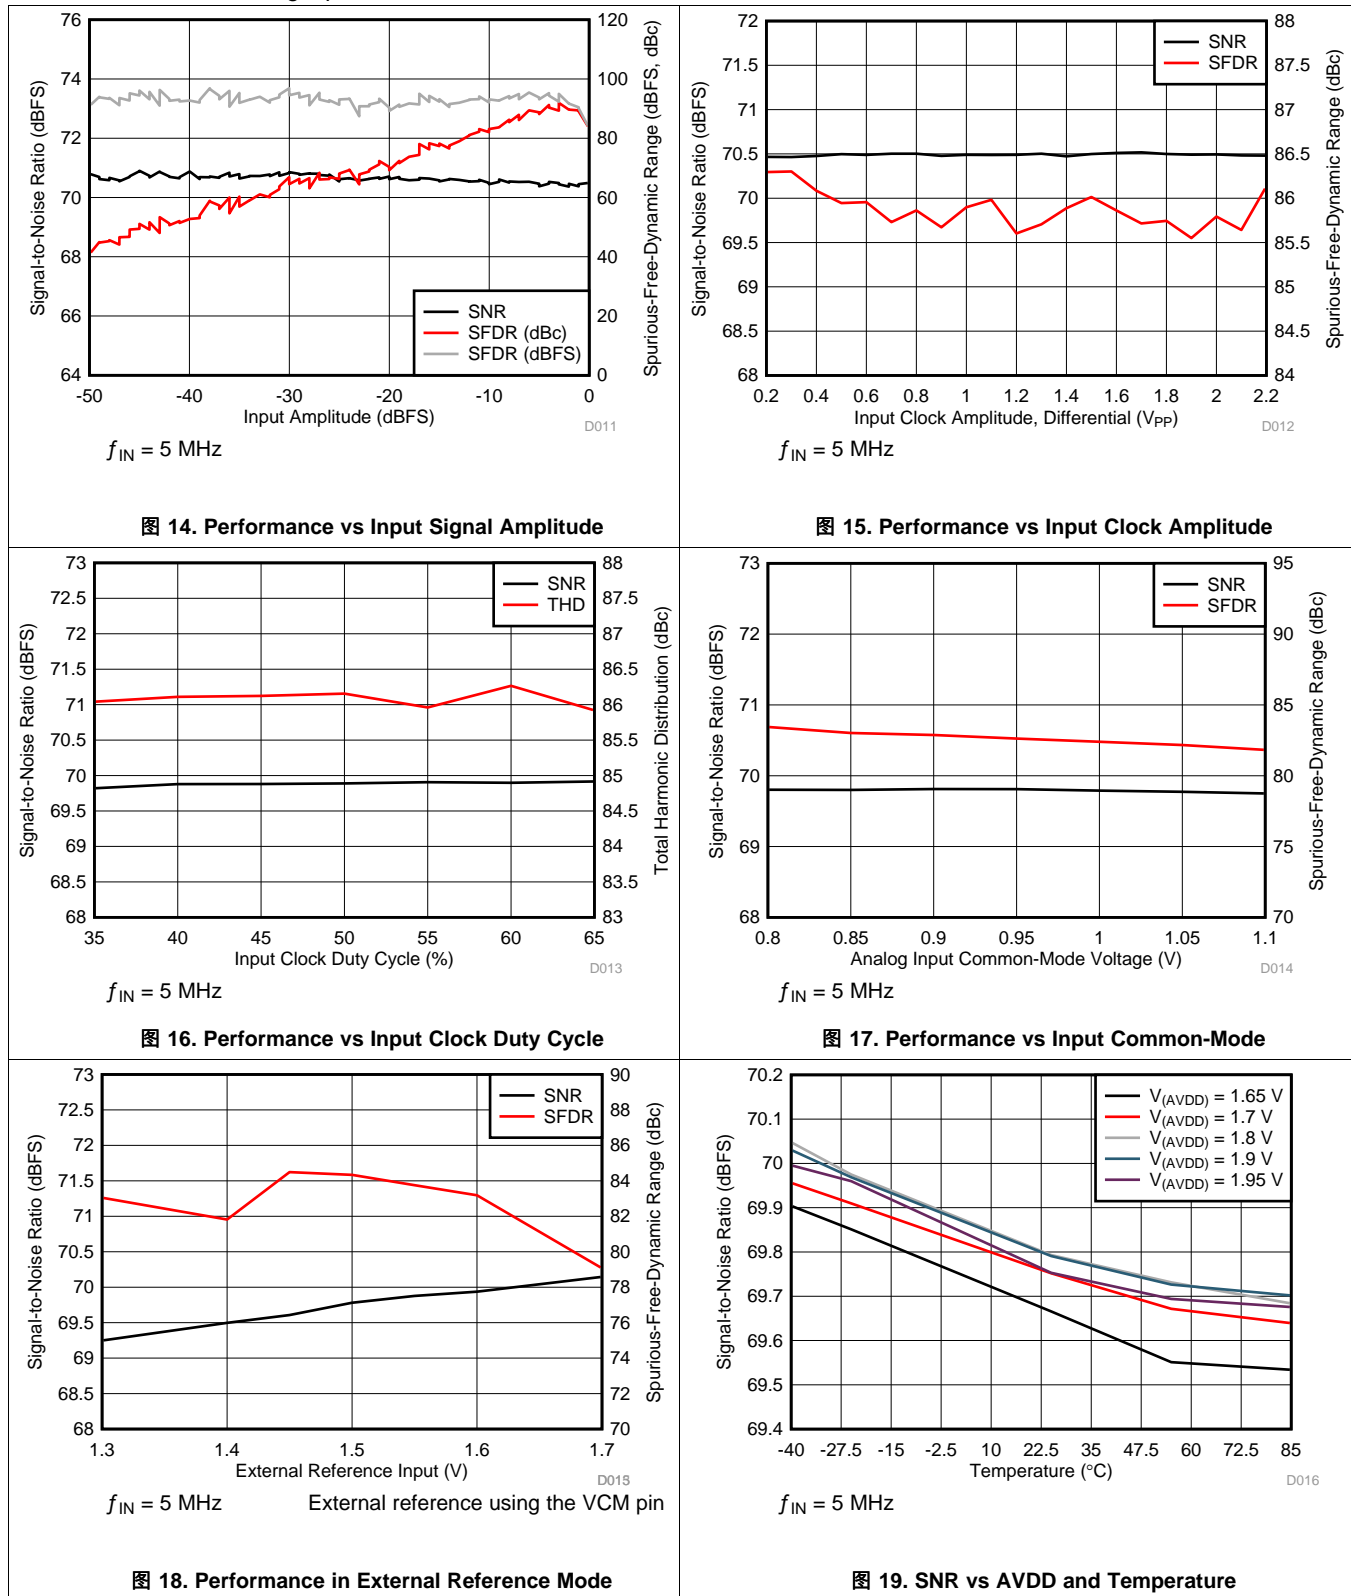 76
74
72
70
68
66
64
120
100
80
60
40
20
0
-50 -40 -30 -20 -10 0
Signal-to-Noise Ratio (dBFS)
Spurious-Free-Dynamic Range (dBFS, dBc)
SNR
SFDR (dBc)
SFDR (dBFS)
Input Amplitude (dBFS)
D011
ƒIN = 5 MHz
图 14. Performance vs Input Signal Amplitude
72
71.5
71
70.5
70
69.5
69
68.5
68
88
87.5
87
86.5
86
85.5
85
84.5
84
0.2 0.4 0.6 0.8 1 1.2 1.4 1.6 1.8 2 2.2
Signal-to-Noise Ratio (dBFS)
Spurious-Free-Dynamic Range (dBc)
SNR
SFDR
Input Clock Amplitude, Differential (VPP)
D012
ƒIN = 5 MHz
图 15. Performance vs Input Clock Amplitude
73
72.5
72
71.5
71
70.5
70
69.5
69
68.5
68
88
87.5
87
86.5
86
85.5
85
84.5
84
83.5
83
35 40 45 50 55 60 65
Signal-to-Noise Ratio (dBFS)
Total Harmonic Distribution (dBc)
SNR
THD
Input Clock Duty Cycle (%)
D013
ƒIN = 5 MHz
图 16. Performance vs Input Clock Duty Cycle
73
72
71
70
69
68
95
90
85
80
75
70
0.8 0.85 0.9 0.95 1 1.05 1.1
Signal-to-Noise Ratio (dBFS)
Spurious-Free-Dynamic Range (dBc)
SNR
SFDR
Analog Input Common-Mode Voltage (V)
D014
ƒIN = 5 MHz
图 17. Performance vs Input Common-Mode
73
72.5
72
71.5
71
70.5
70
69.5
69
68.5
68
90
88
86
84
82
80
78
76
74
72
70
1.3 1.4 1.5 1.6 1.7
Signal-to-Noise Ratio (dBFS)
Spurious-Free-Dynamic Range (dBc)
SNR
SFDR
External Reference Input (V)
ƒIN = 5 MHz External reference using the VCM pin
图 18. Performance in External Reference Mode
70.2
70.1
70
69.9
69.8
69.7
69.6
69.5
69.4
-40 -27.5 -15 -2.5 10 22.5 35 47.5 60 72.5 85
Signal-to-Noise Ratio (dBFS)
V(AVDD) = 1.65 V
V(AVDD) = 1.7 V
V(AVDD) = 1.8 V
V(AVDD) = 1.9 V
V(AVDD) = 1.95 V
Temperature (°C)
D016
ƒIN = 5 MHz
图 19. SNR vs AVDD and Temperature